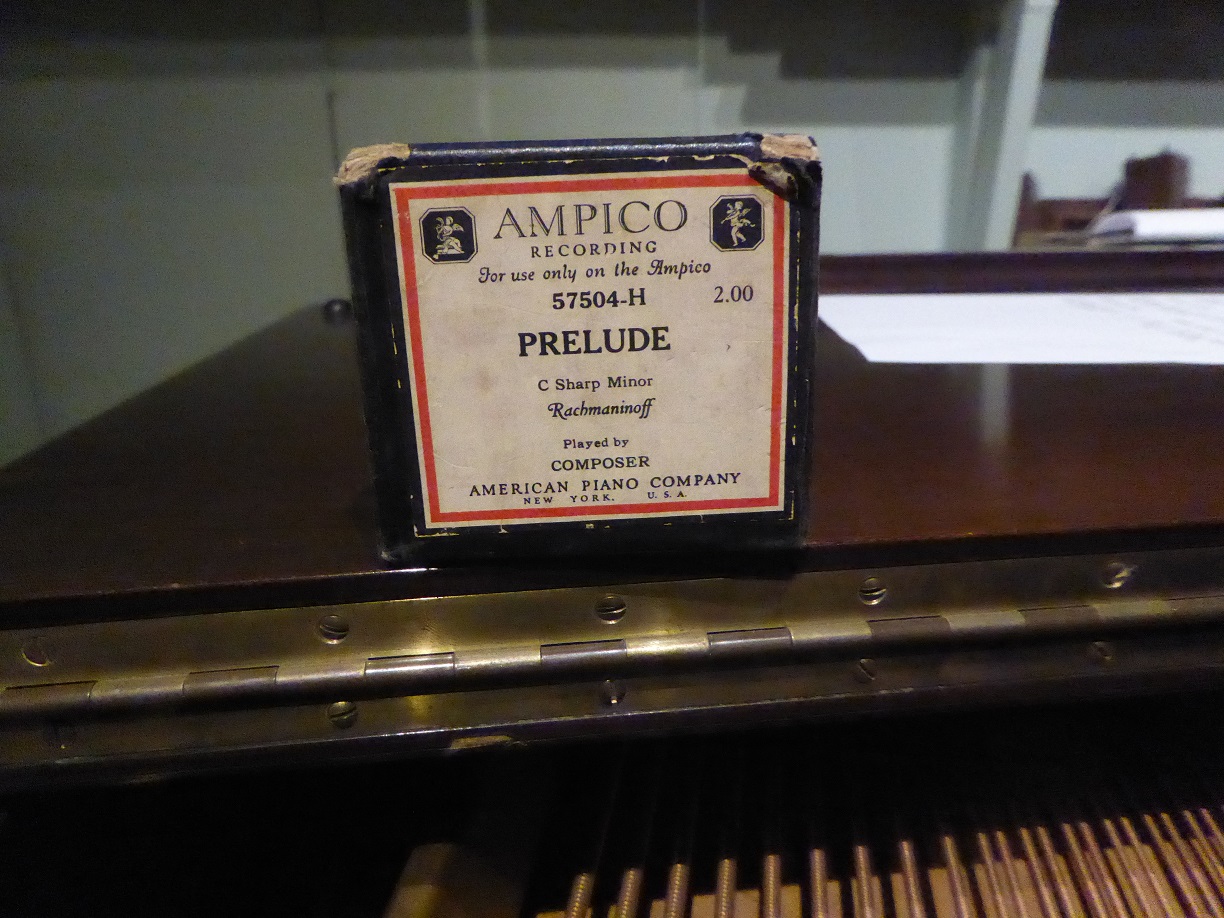 AMPICO
RECORDING
For use only on the Ampico
57504-H 2.00
PRELUDE
C Sharp Minor
Rachmaninoff
Played by
COMPOSER
AMERICAN PIANO COMPANY
NEW YORK. U. S. A.